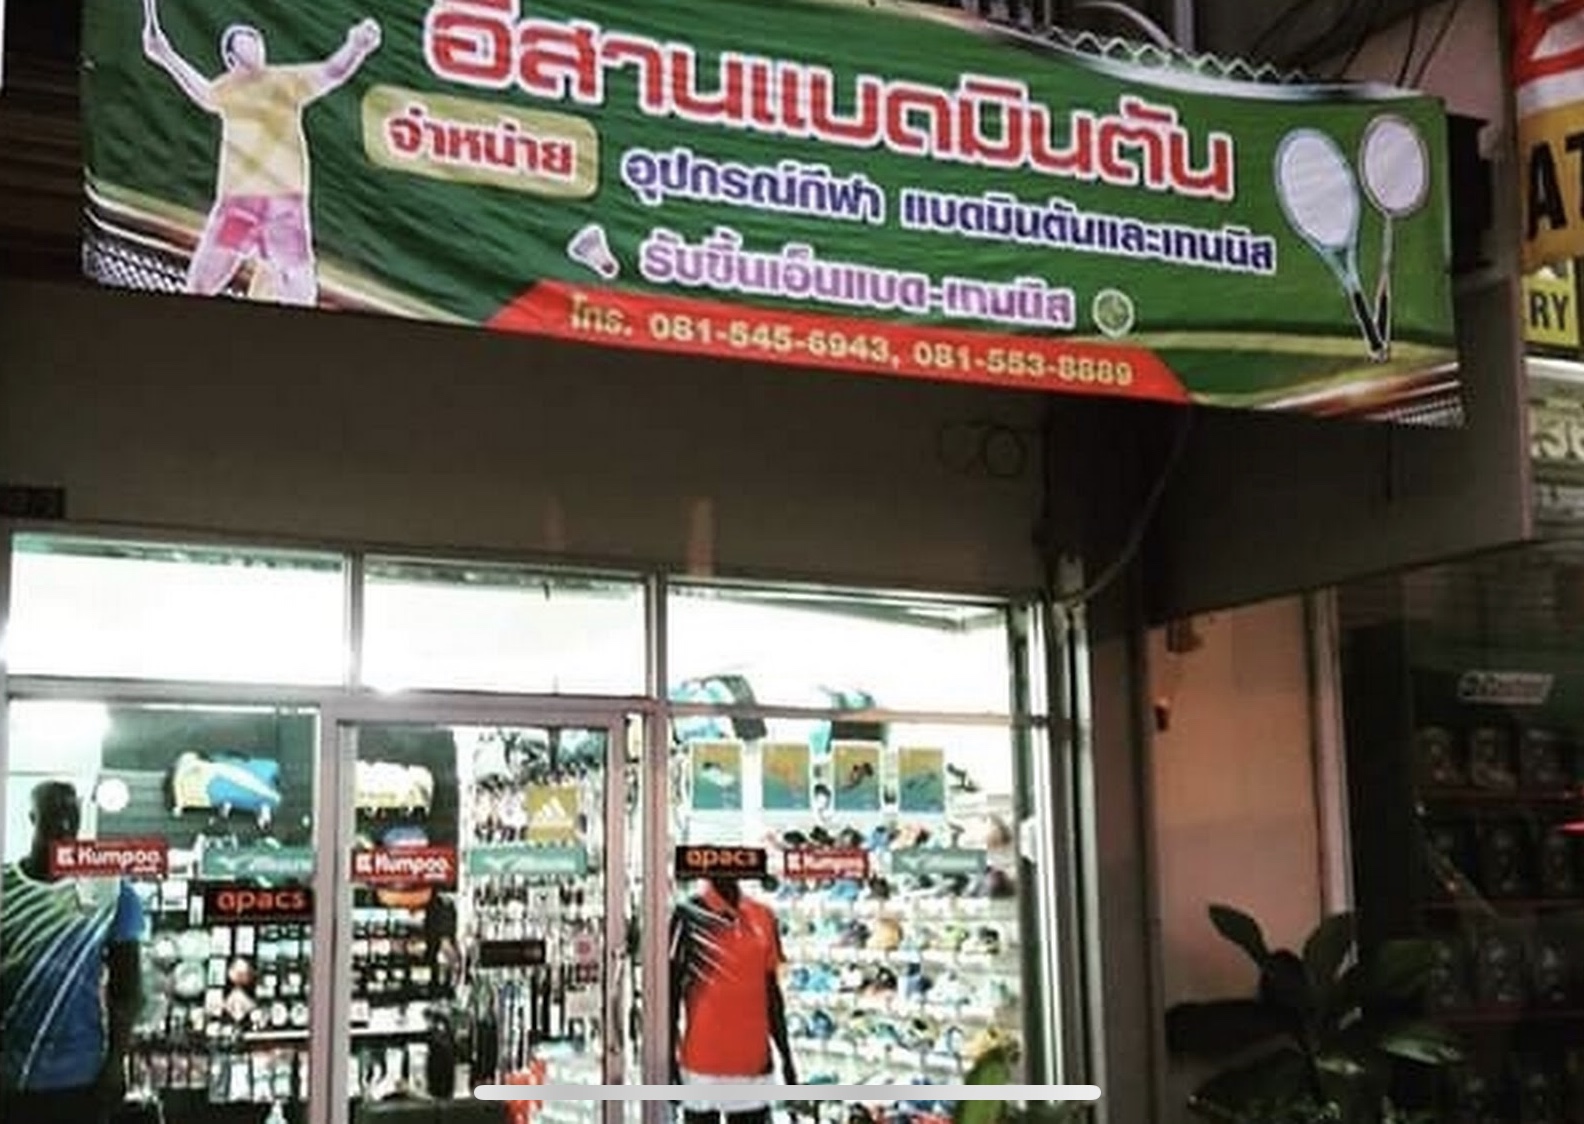 อีสานแบดมินตัน
จำหน่าย
อุปกรณ์กีฬา แบดมินตันและเทนนิส
รับขึ้นเอ็นแบด-เทนนิส
โทร. 081-545-6943, 081-553-8889
RY
Kumpoo
apacs
Kumpoo
apacs
Kumpoo